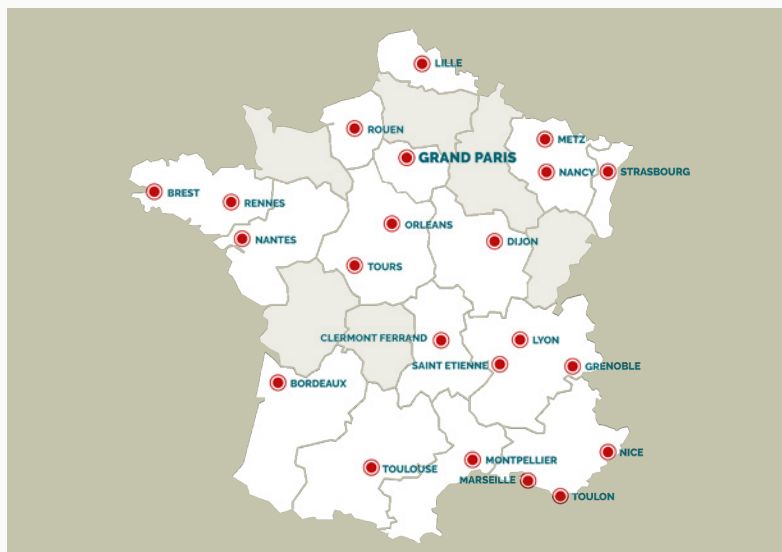 LILLE
ROUEN
METZ
GRAND PARIS
NANCY
STRASBOURG
BREST
RENNES
ORLEANS
NANTES
DIJON
TOURS
CLERMONT FERRAND
LYON
SAINT ETIENNE
GRENOBLE
BORDEAUX
NICE
MONTPELLIER
TOULOUSE
MARSEILLE
TOULON